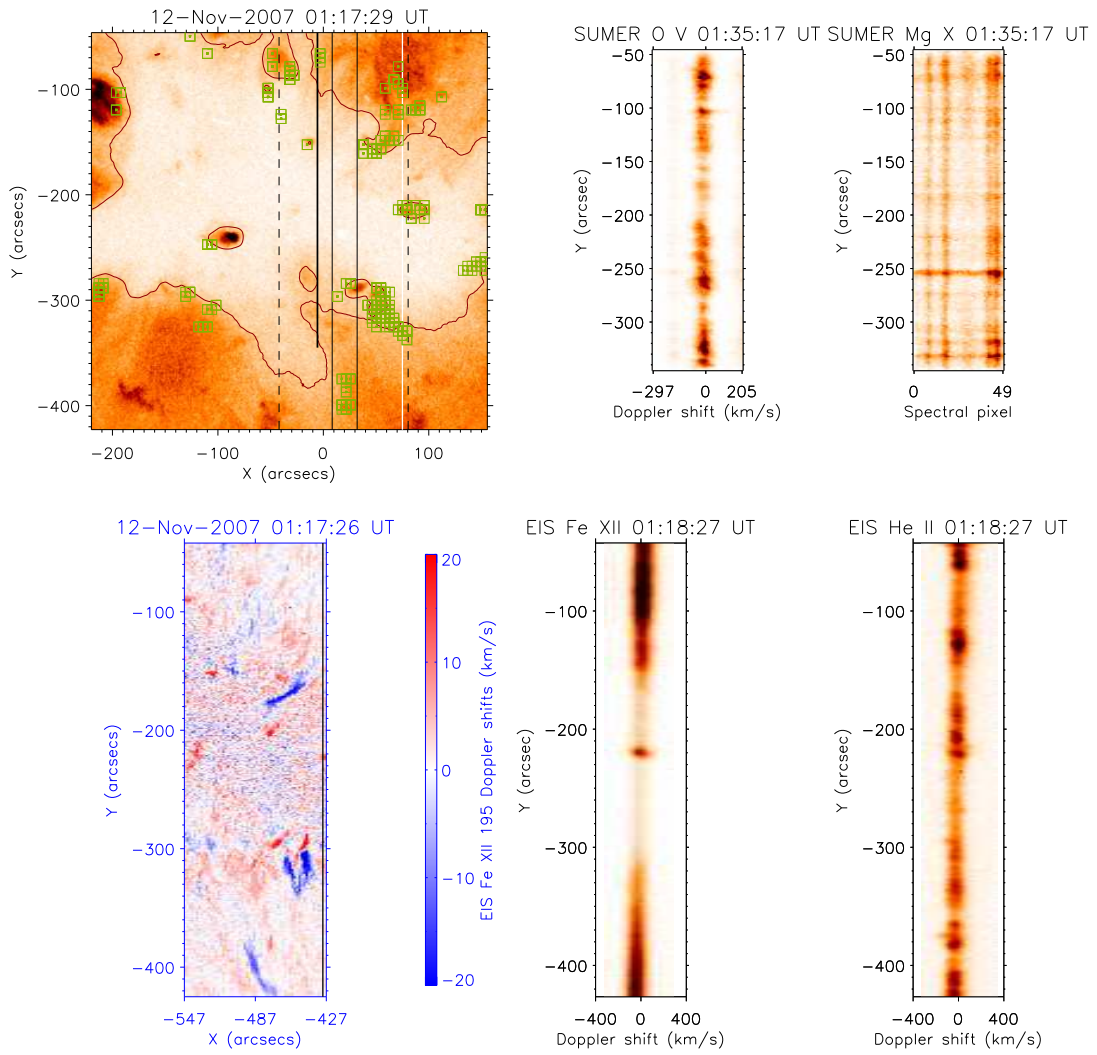 12-Nov-2007 01:17:29 UT
SUMER O V 01:35:17 UT
SUMER Mg X 01:35:17 UT
Y (arcsecs)
-100
-200
-300
-400
-200
-100
0
100
X (arcsecs)
Y (arcsec)
-50
-100
-150
-200
-250
-300
-297
0
205
Doppler shift (km/s)
Y (arcsec)
-50
-100
-150
-200
-250
-300
0
49
Spectral pixel
12-Nov-2007 01:17:26 UT
Y (arcsecs)
-100
-200
-300
-400
-547
-487
-427
X (arcsecs)
20
10
0
-10
-20
EIS Fe XII 195 Doppler shifts (km/s)
EIS Fe XII 01:18:27 UT
Y (arcsec)
-100
-200
-300
-400
-400
0
400
Doppler shift (km/s)
EIS He II 01:18:27 UT
Y (arcsec)
-100
-200
-300
-400
-400
0
400
Doppler shift (km/s)